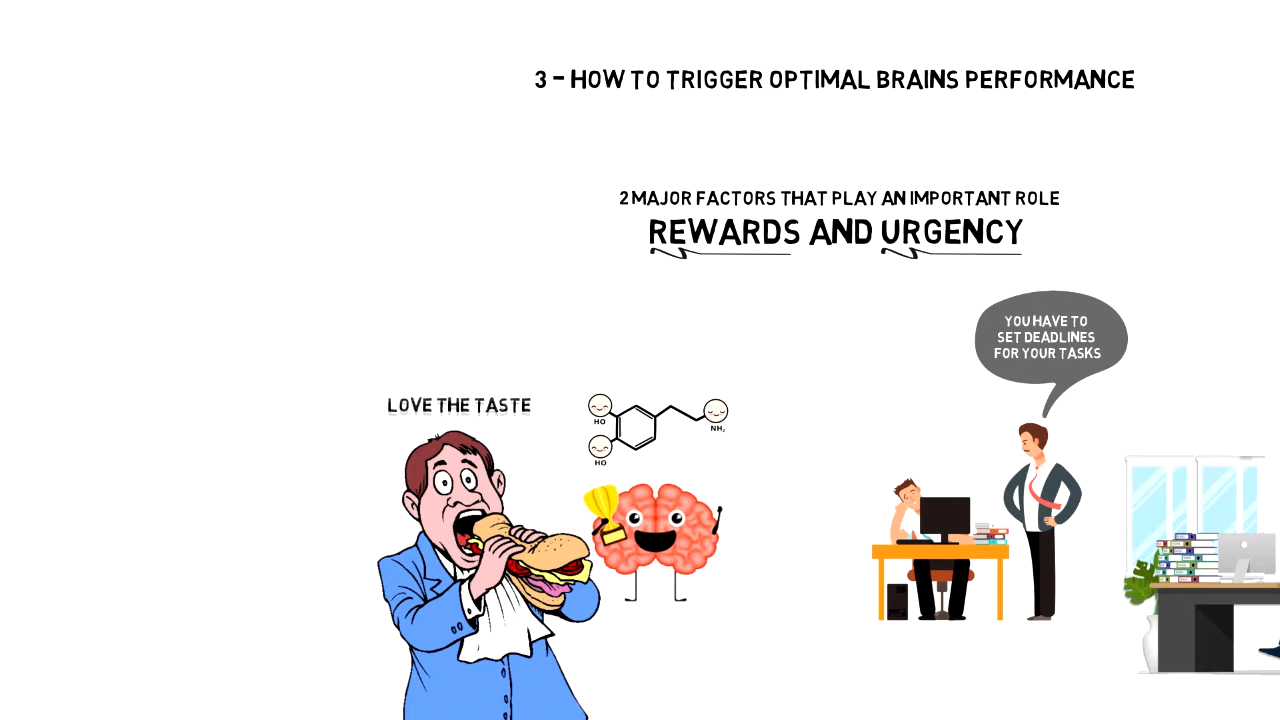 3 - HOW TO TRIGGER OPTIMAL BRAINS PERFORMANCE
2 MAJOR FACTORS THAT PLAY AN IMPORTANT ROLE
REWARDS AND URGENCY
YOU HAVE TO
SET DEADLINES
FOR YOUR TASKS
LOVE THE TASTE
HO
NH₂
HO